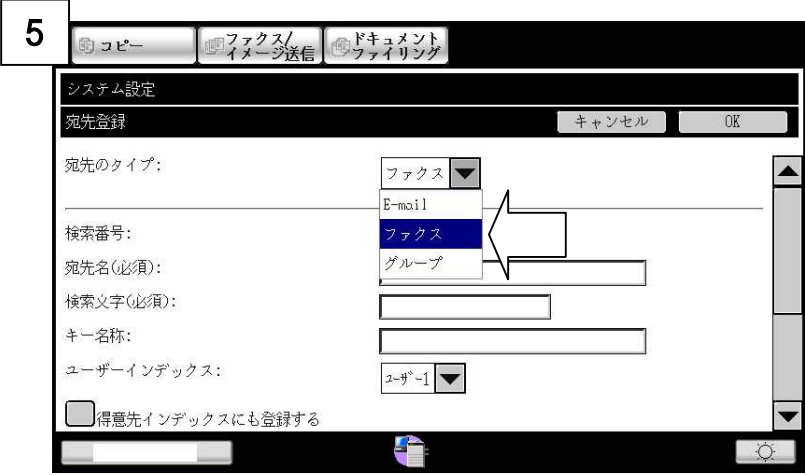 5
コピー
ファクス/
イメージ送信
ドキュメント
ファイリング
システム設定
宛先登録
キャンセル
OK
宛先のタイプ:
ファクス
E-mail
ファクス
グループ
検索番号:
宛先名(必須):
検索文字(必須):
キー名称:
ユーザーインデックス:
ユーザー1
得意先インデックスにも登録する